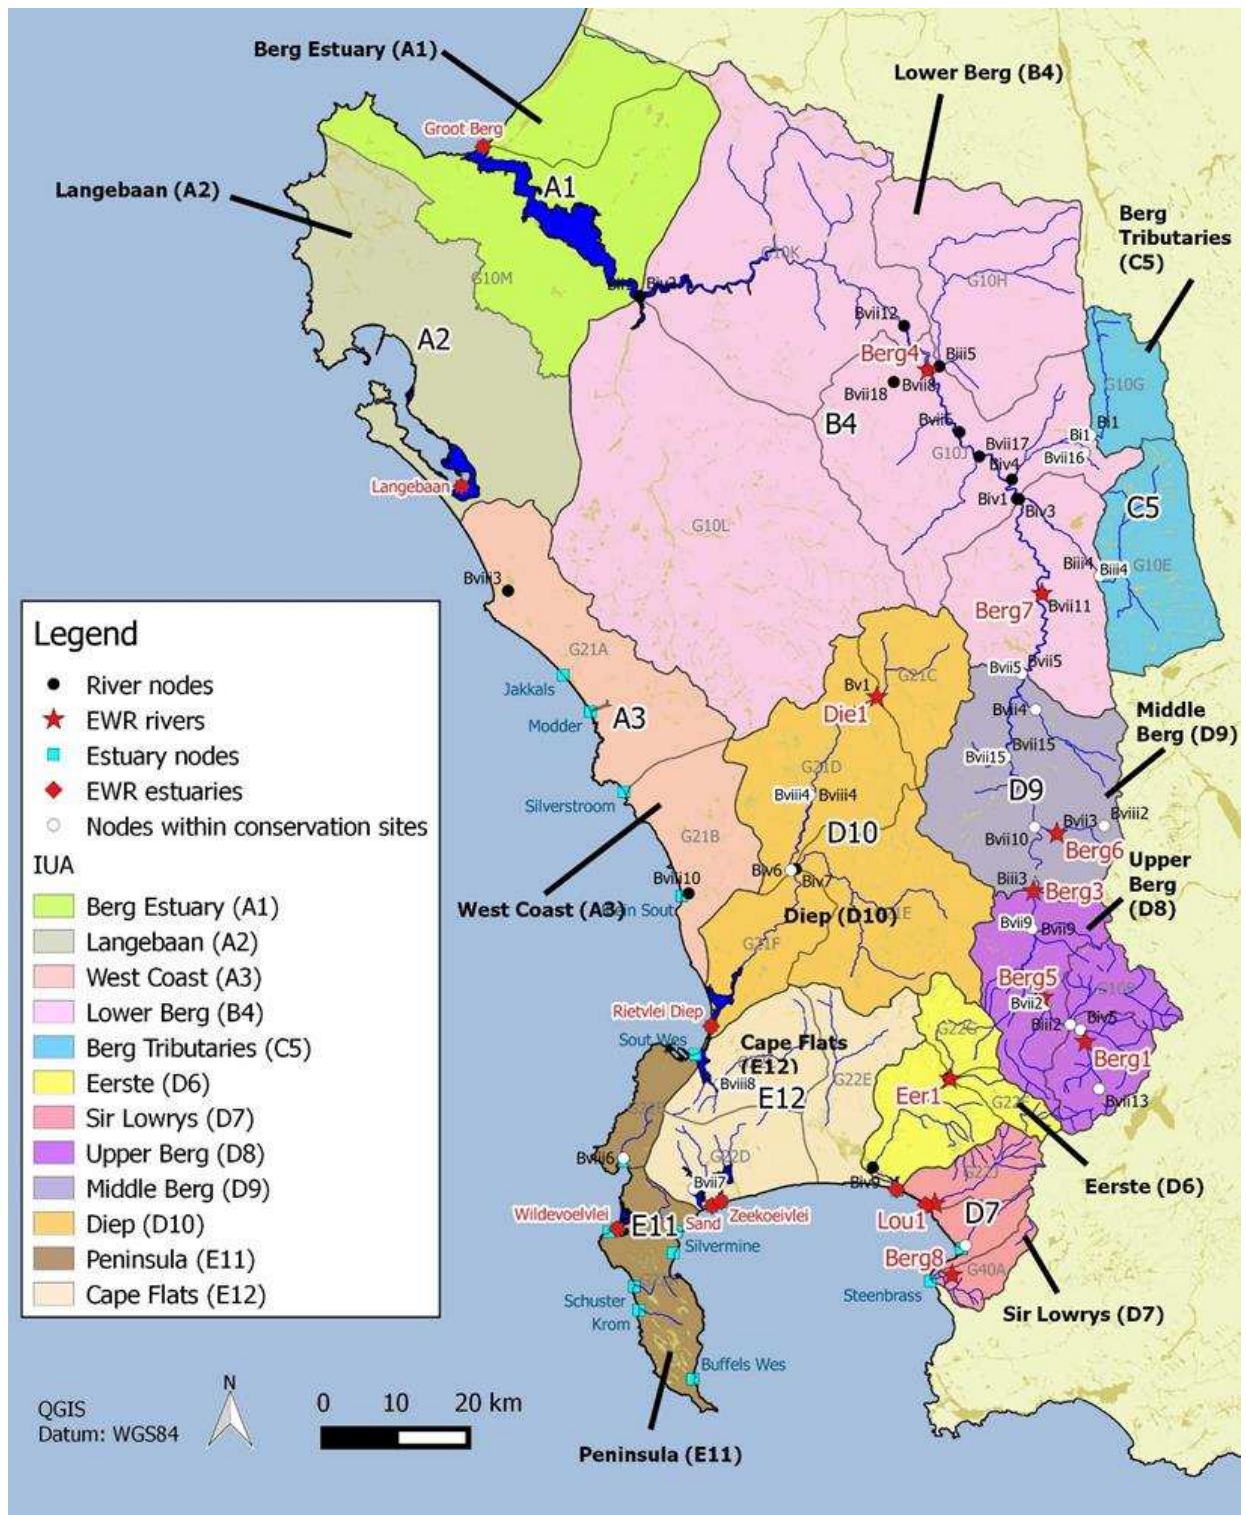 Berg Estuary (A1)
Lower Berg (B4)
Groot Berg
A1
Langebaan (A2)
Berg
Tributaries
(C5)
G10K
G10H
G10M
Bvii12
A2
Berg4
Biii5
Bvii8
Bvii18
G10G
B4
Bi1
Bi1
Bvii17
G10J
Bvii16
Biv4
Langebaan
Biv1
Biv3
C5
G10L
Biii4
Biii4
G10E
Bviii3
Berg7
Bvii11
Legend
River nodes
EWR rivers
Estuary nodes
EWR estuaries
Nodes within conservation sites
IUA
Berg Estuary (A1)
Langebaan (A2)
West Coast (A3)
Lower Berg (B4)
Berg Tributaries (C5)
Eerste (D6)
Sir Lowrys (D7)
Upper Berg (D8)
Middle Berg (D9)
Diep (D10)
Peninsula (E11)
Cape Flats (E12)
G21A
Bvii5
Bvii5
Jakkals
Bv1
G21C
Modder
A3
Die1
Bvii4
Middle
Berg (D9)
Bvii15
Bvii15
G21D
Silverstroom
Bviii4
Bviii4
D9
G21B
D10
Bvii10
Bvii3
Bviii2
Berg6
Upper
Berg
(D8)
Biv6
Biv7
Bviii10
Biii3
Berg3
West Coast (A3)
Diep (D10)
G21E
Bvii9
Bvii9
G21F
Berg5
Bvii2
Rietvlei Diep
Biii2
Biv5
Sout Wes
Cape Flats
(E12)
Berg1
G22E
Bviii8
E12
Eer1
Bvii13
G22D
Bviii6
G22J
Bvii7
Biv9
Eerste (D6)
Wildevoelvlei
E11
Sand
Zeekoeivlei
Lou1
D7
Silvermine
Berg8
G40A
Steenbrass
Schuster
Krom
Sir Lowrys (D7)
Buffels Wes
N
QGIS
Datum: WGS84
0 10 20 km
Peninsula (E11)